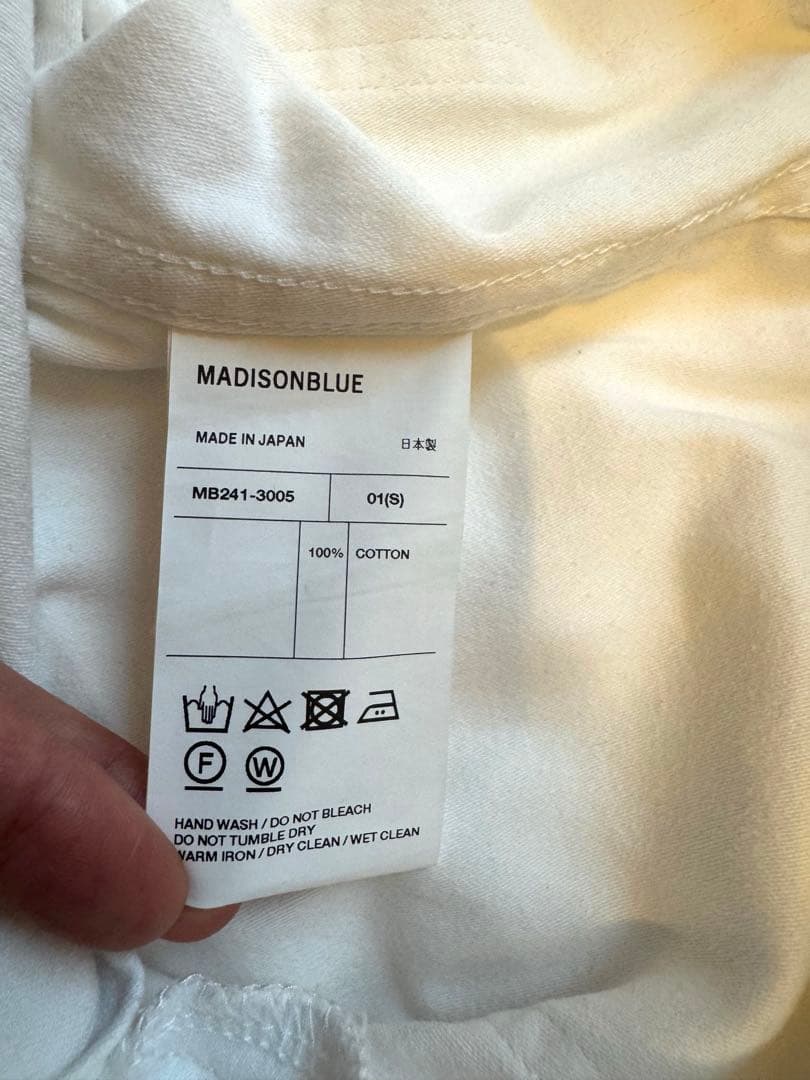 MADISONBLUE
MADE IN JAPAN 日本製
MB241-3005 01(S)
100% COTTON
F W
HAND WASH / DO NOT BLEACH
DO NOT TUMBLE DRY
WARM IRON / DRY CLEAN / WET CLEAN